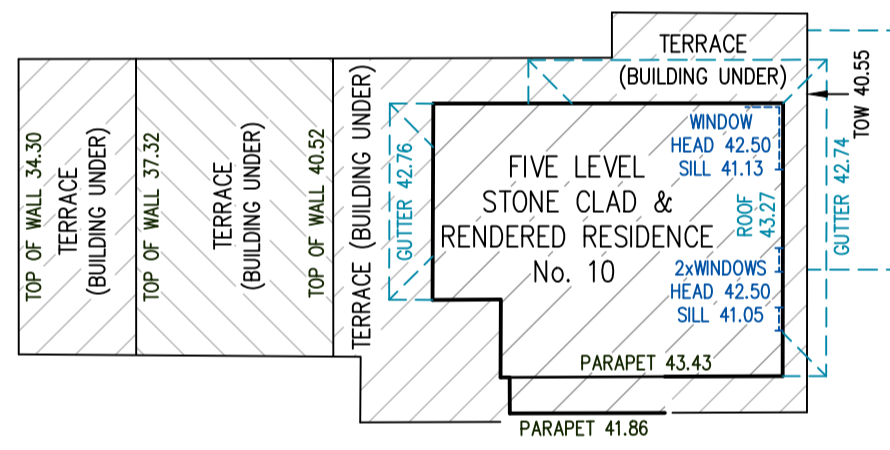 TOP OF WALL 34.30
TERRACE
(BUILDING UNDER)
TOP OF WALL 37.32
TERRACE
(BUILDING UNDER)
TOP OF WALL 40.52
TERRACE (BUILDING UNDER)
GUTTER 42.76
TERRACE
(BUILDING UNDER)
TOW 40.55
WINDOW
HEAD 42.50
SILL 41.13
FIVE LEVEL
STONE CLAD &
RENDERED RESIDENCE
No. 10
ROOF
43.27
GUTTER 42.74
2xWINDOWS
HEAD 42.50
SILL 41.05
PARAPET 43.43
PARAPET 41.86